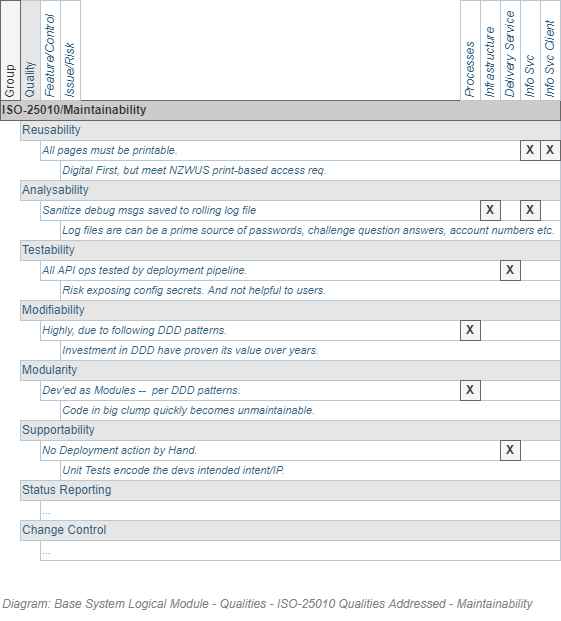 Group
Quality
Feature/Control
Issue/Risk
Processes
Infrastructure
Delivery Service
Info Svc
Info Svc Client
ISO-25010/Maintainability
Reusability
All pages must be printable. X X
Digital First, but meet NZWUS print-based access req.
Analysability
Sanitize debug msgs saved to rolling log file X X
Log files are can be a prime source of passwords, challenge question answers, account numbers etc.
Testability
All API ops tested by deployment pipeline. X
Risk exposing config secrets. And not helpful to users.
Modifiability
Highly, due to following DDD patterns. X
Investment in DDD have proven its value over years.
Modularity
Dev'ed as Modules -- per DDD patterns. X
Code in big clump quickly becomes unmaintainable.
Supportability
No Deployment action by Hand. X
Unit Tests encode the devs intended intent/IP.
Status Reporting
...
Change Control
...
Diagram: Base System Logical Module - Qualities - ISO-25010 Qualities Addressed - Maintainability